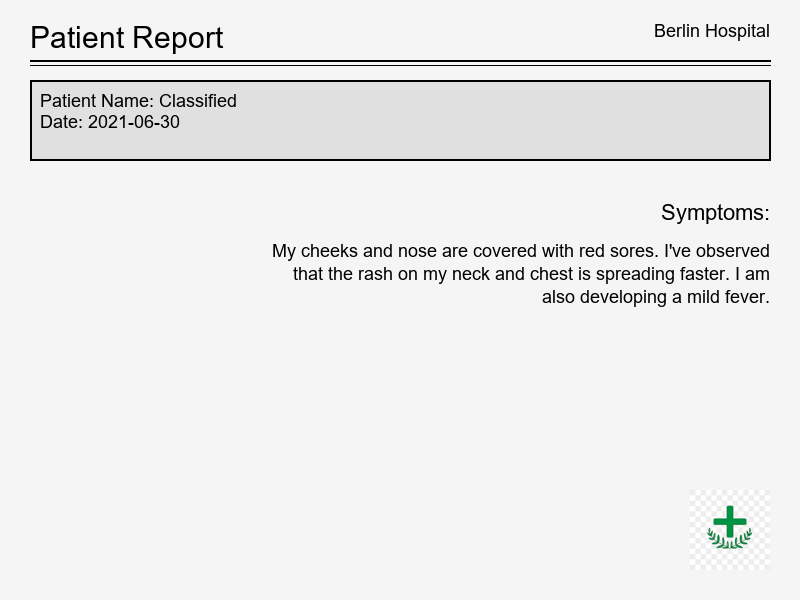 Patient Report
Berlin Hospital
Patient Name: Classified
Date: 2021-06-30
Symptoms:
My cheeks and nose are covered with red sores. I've observed
that the rash on my neck and chest is spreading faster. I am
also developing a mild fever.